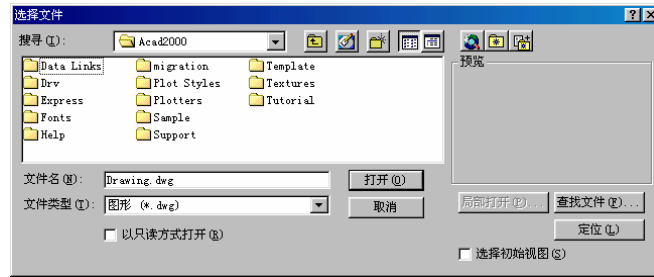 选择文件
搜寻(I): Acad2000
预览
Data Links migration Template
Drv Plot Styles Textures
Express Plotters Tutorial
Fonts Sample
Help Support
文件名(N): Drawing.dwg 打开(O)
文件类型(T): 图形 (*.dwg) 取消
局部打开(P)... 查找文件(F)...
以只读方式打开(R) 定位(L)
选择初始视图(S)